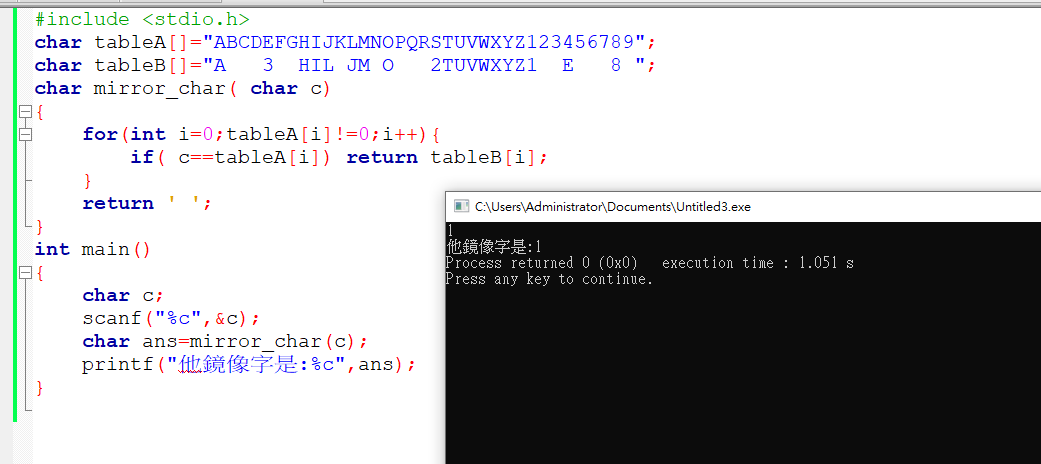 #include <stdio.h>
char tableA[]="ABCDEFGHIJKLMNOPQRSTUVWXYZ123456789";
char tableB[]="A   3  HIL JM O   2TUVWXYZ1  E   8 ";
char mirror_char( char c)
{
    for(int i=0;tableA[i]!=0;i++){
        if( c==tableA[i]) return tableB[i];
    }
    return ' ';
}
int main()
{
    char c;
    scanf("%c",&c);
    char ans=mirror_char(c);
    printf("他鏡像字是:%c",ans);
}
C:\Users\Administrator\Documents\Untitled3.exe
1
他鏡像字是:1
Process returned 0 (0x0)   execution time : 1.051 s
Press any key to continue.